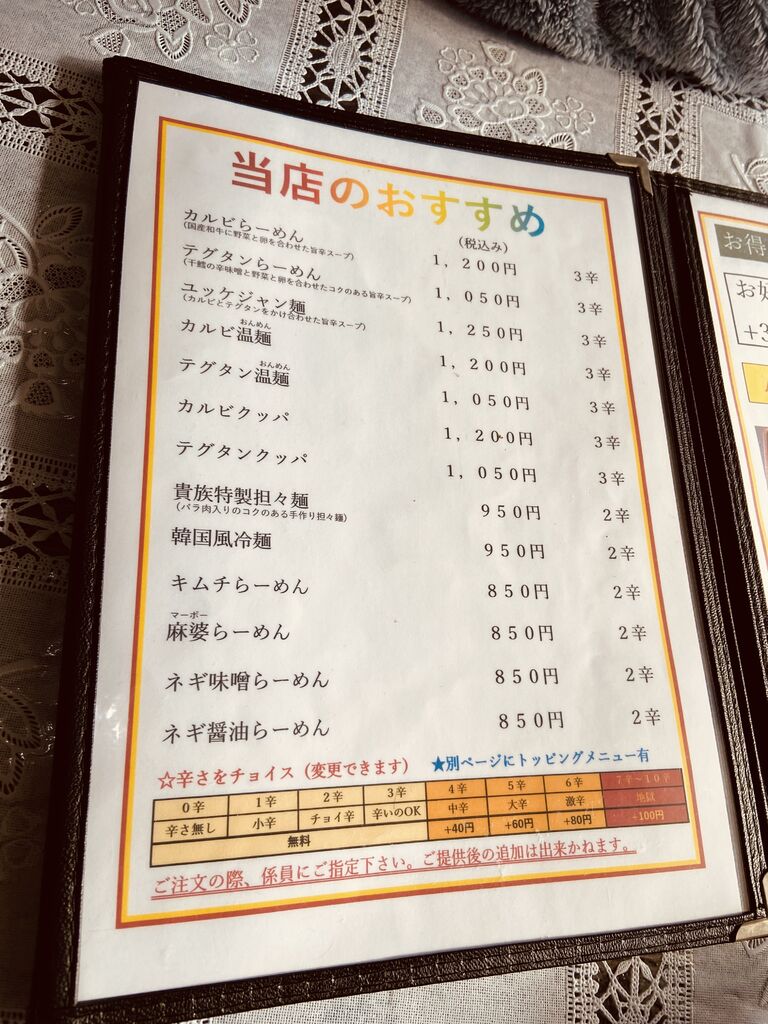 当店のおすすめ
(税込み)
カルビらーめん 1,200円 3辛
(国産和牛に野菜と卵を合わせた旨辛スープ)
テグタンらーめん 1,050円 3辛
(干鱈の辛味噌と野菜と卵を合わせたコクのある旨辛スープ)
ユッケジャン麺 1,250円 3辛
(カルビとテグタンをかけ合わせた旨辛スープ)
おんめん
カルビ温麺 1,200円 3辛
おんめん
テグタン温麺 1,050円 3辛
カルビクッパ 1,200円 3辛
テグタンクッパ 1,050円 3辛
貴族特製担々麺 950円 2辛
(バラ肉入りのコクのある手作り担々麺)
韓国風冷麺 950円 2辛
キムチらーめん 850円 2辛
マーボー
麻婆らーめん 850円 2辛
ネギ味噌らーめん 850円 2辛
ネギ醤油らーめん 850円 2辛
☆辛さをチョイス(変更できます) ★別ページにトッピングメニュー有
0辛 1辛 2辛 3辛 4辛 5辛 6辛 7辛~10辛
辛さ無し 小辛 チョイ辛 辛いのOK 中辛 大辛 激辛 地獄
無料 +40円 +60円 +80円 +100円
ご注文の際、係員にご指定下さい。ご提供後の追加は出来かねます。
お得
お好
+3